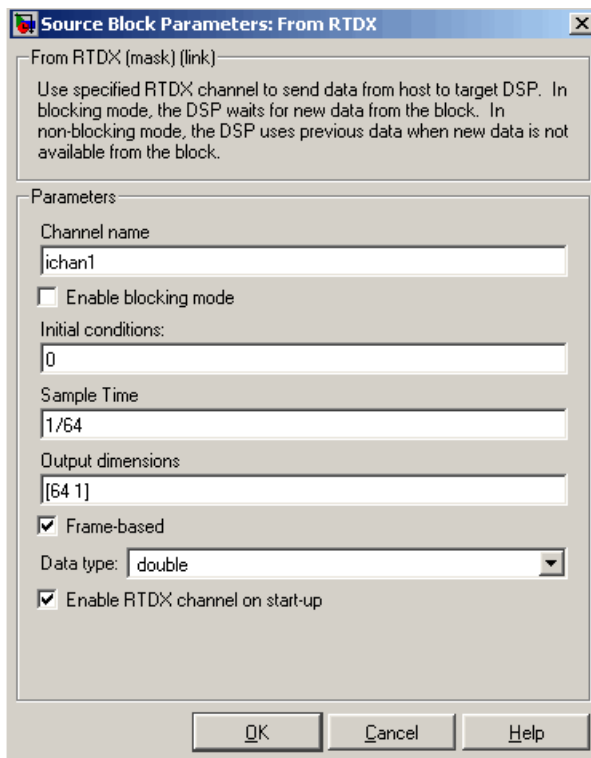 Source Block Parameters: From RTDX
From RTDX (mask) (link)
Use specified RTDX channel to send data from host to target DSP. In
blocking mode, the DSP waits for new data from the block. In
non-blocking mode, the DSP uses previous data when new data is not
available from the block.
Parameters
Channel name
ichan1
Enable blocking mode
Initial conditions:
0
Sample Time
1/64
Output dimensions
[64 1]
Frame-based
Data type: double
Enable RTDX channel on start-up
OK Cancel Help